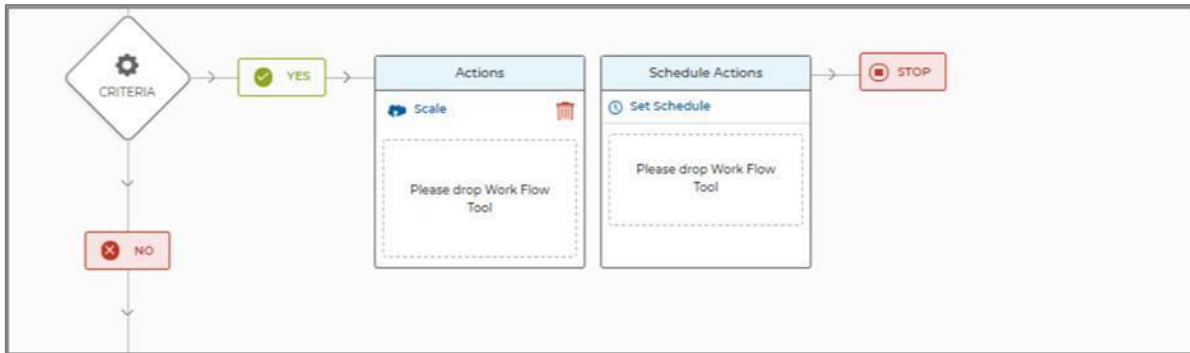 CRITERIA
YES
Actions
Scale
Please drop Work Flow
Tool
Schedule Actions
Set Schedule
Please drop Work Flow
Tool
STOP
NO